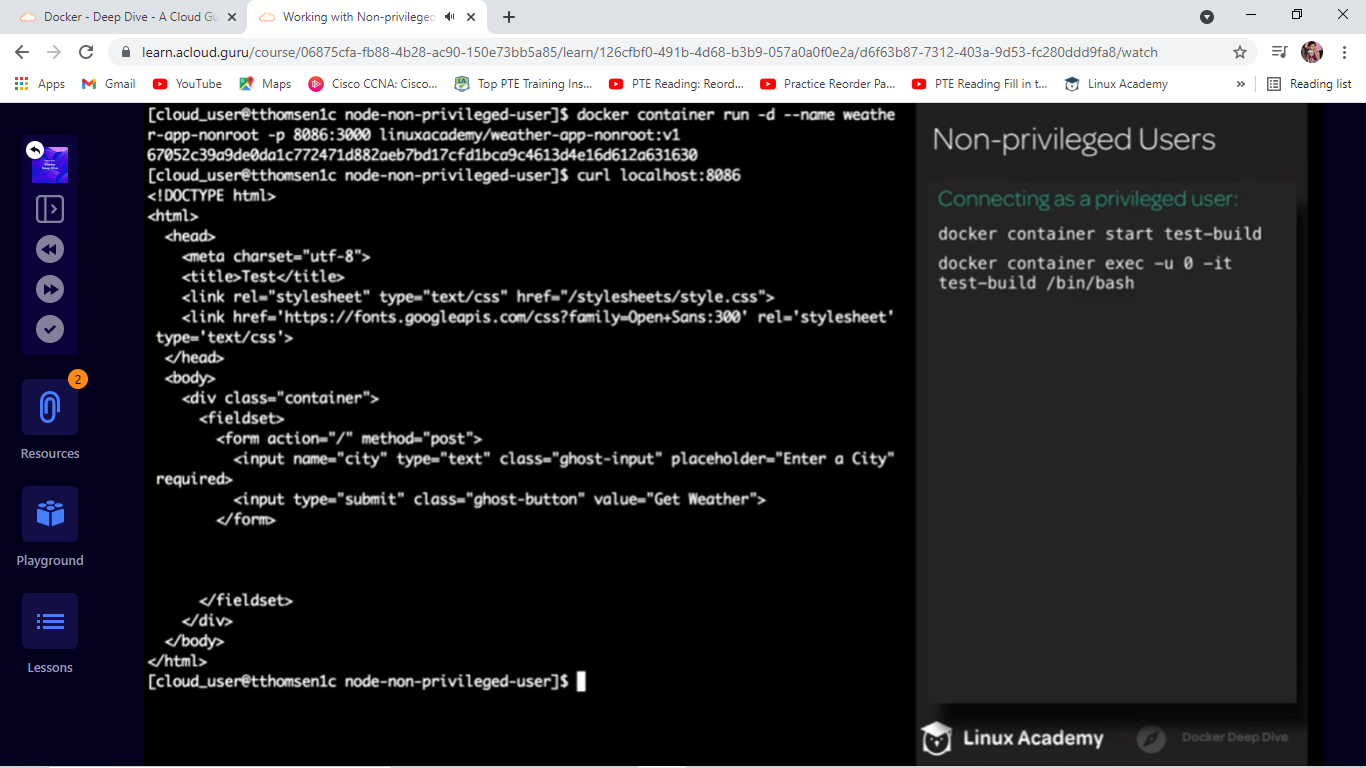 Docker - Deep Dive - A Cloud Gu
Working with Non-privileged
learn.acloud.guru/course/06875cfa-fb88-4b28-ac90-150e73bb5a85/learn/126cfbf0-491b-4d68-b3b9-057a0a0f0e2a/d6f63b87-7312-403a-9d53-fc280ddd9fa8/watch
Apps
Gmail
YouTube
Maps
Cisco CCNA: Cisco...
Top PTE Training Ins...
PTE Reading: Reord...
Practice Reorder Pa...
PTE Reading Fill in t...
Linux Academy
»
Reading list
2
Resources
Playground
Lessons
[cloud_user@tthomsen1c node-non-privileged-user]$ docker container run -d --name weathe
r-app-nonroot -p 8086:3000 linuxacademy/weather-app-nonroot:v1
67052c39a9de0da1c772471d882aeb7bd17cfd1bca9c4613d4e16d612a631630
[cloud_user@tthomsen1c node-non-privileged-user]$ curl localhost:8086
<!DOCTYPE html>
<html>
  <head>
    <meta charset="utf-8">
    <title>Test</title>
    <link rel="stylesheet" type="text/css" href="/stylesheets/style.css">
    <link href='https://fonts.googleapis.com/css?family=Open+Sans:300' rel='stylesheet'
 type='text/css'>
  </head>
  <body>
    <div class="container">
      <fieldset>
        <form action="/" method="post">
          <input name="city" type="text" class="ghost-input" placeholder="Enter a City"
 required>
          <input type="submit" class="ghost-button" value="Get Weather">
        </form>
      </fieldset>
    </div>
  </body>
</html>
[cloud_user@tthomsen1c node-non-privileged-user]$
Non-privileged Users
Connecting as a privileged user:
docker container start test-build
docker container exec -u 0 -it
test-build /bin/bash
Linux Academy
Docker Deep Dive